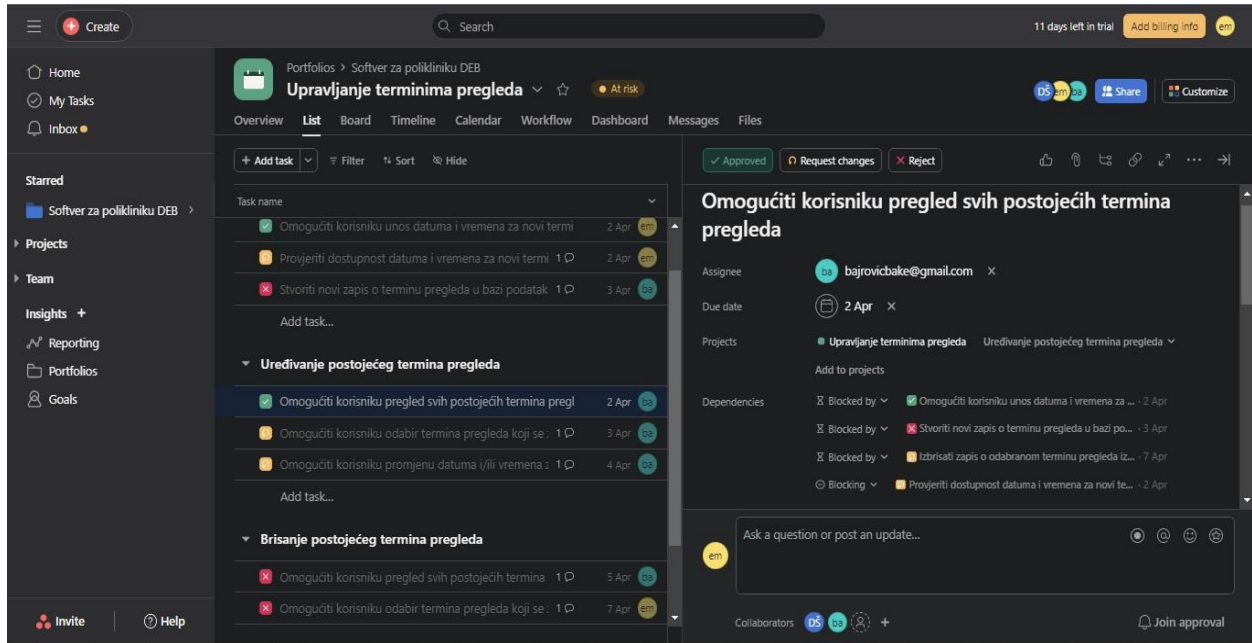 Create
Search
11 days left in trial
Add billing info
em
Home
My Tasks
Inbox
Starred
Softver za polikliniku DEB
Projects
Team
Insights
Reporting
Portfolios
Goals
Invite
Help
Portfolios > Softver za polikliniku DEB
Upravljanje terminima pregleda
At risk
DŠ em ba
Share
Customize
Overview List Board Timeline Calendar Workflow Dashboard Messages Files
+ Add task Filter Sort Hide
Task name
Omogućiti korisniku unos datuma i vremena za novi termi 2 Apr em
Provjeriti dostupnost datuma i vremena za novi termi 1 2 Apr em
Stvoriti novi zapis o terminu pregleda u bazi podatak 1 3 Apr ba
Add task...
Uređivanje postojećeg termina pregleda
Omogućiti korisniku pregled svih postojećih termina pregl 2 Apr ba
Omogućiti korisniku odabir termina pregleda koji se : 1 3 Apr ba
Omogućiti korisniku promjenu datuma i/ili vremena z 1 4 Apr ba
Add task...
Brisanje postojećeg termina pregleda
Omogućiti korisniku pregled svih postojećih termina 1 5 Apr ba
Omogućiti korisniku odabir termina pregleda koji se : 1 7 Apr em
Approved Request changes Reject
Omogućiti korisniku pregled svih postojećih termina
pregleda
Assignee ba bajrovicbake@gmail.com
Due date 2 Apr
Projects Upravljanje terminima pregleda Uređivanje postojećeg termina pregleda
Add to projects
Dependencies Blocked by Omogućiti korisniku unos datuma i vremena za ... · 2 Apr
Blocked by Stvoriti novi zapis o terminu pregleda u bazi po... · 3 Apr
Blocked by Izbrisati zapis o odabranom terminu pregleda iz... · 7 Apr
Blocking Provjeriti dostupnost datuma i vremena za novi te... · 2 Apr
em
Ask a question or post an update...
Collaborators DŠ ba +
Join approval